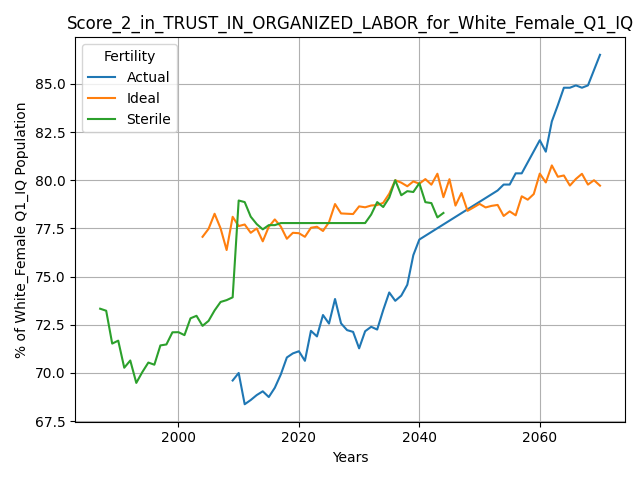 Score_2_in_TRUST_IN_ORGANIZED_LABOR_for_White_Female_Q1_IQ
Fertility
Actual
Ideal
Sterile
% of White_Female Q1_IQ Population
85.0
82.5
80.0
77.5
75.0
72.5
70.0
67.5
2000
2020
2040
2060
Years